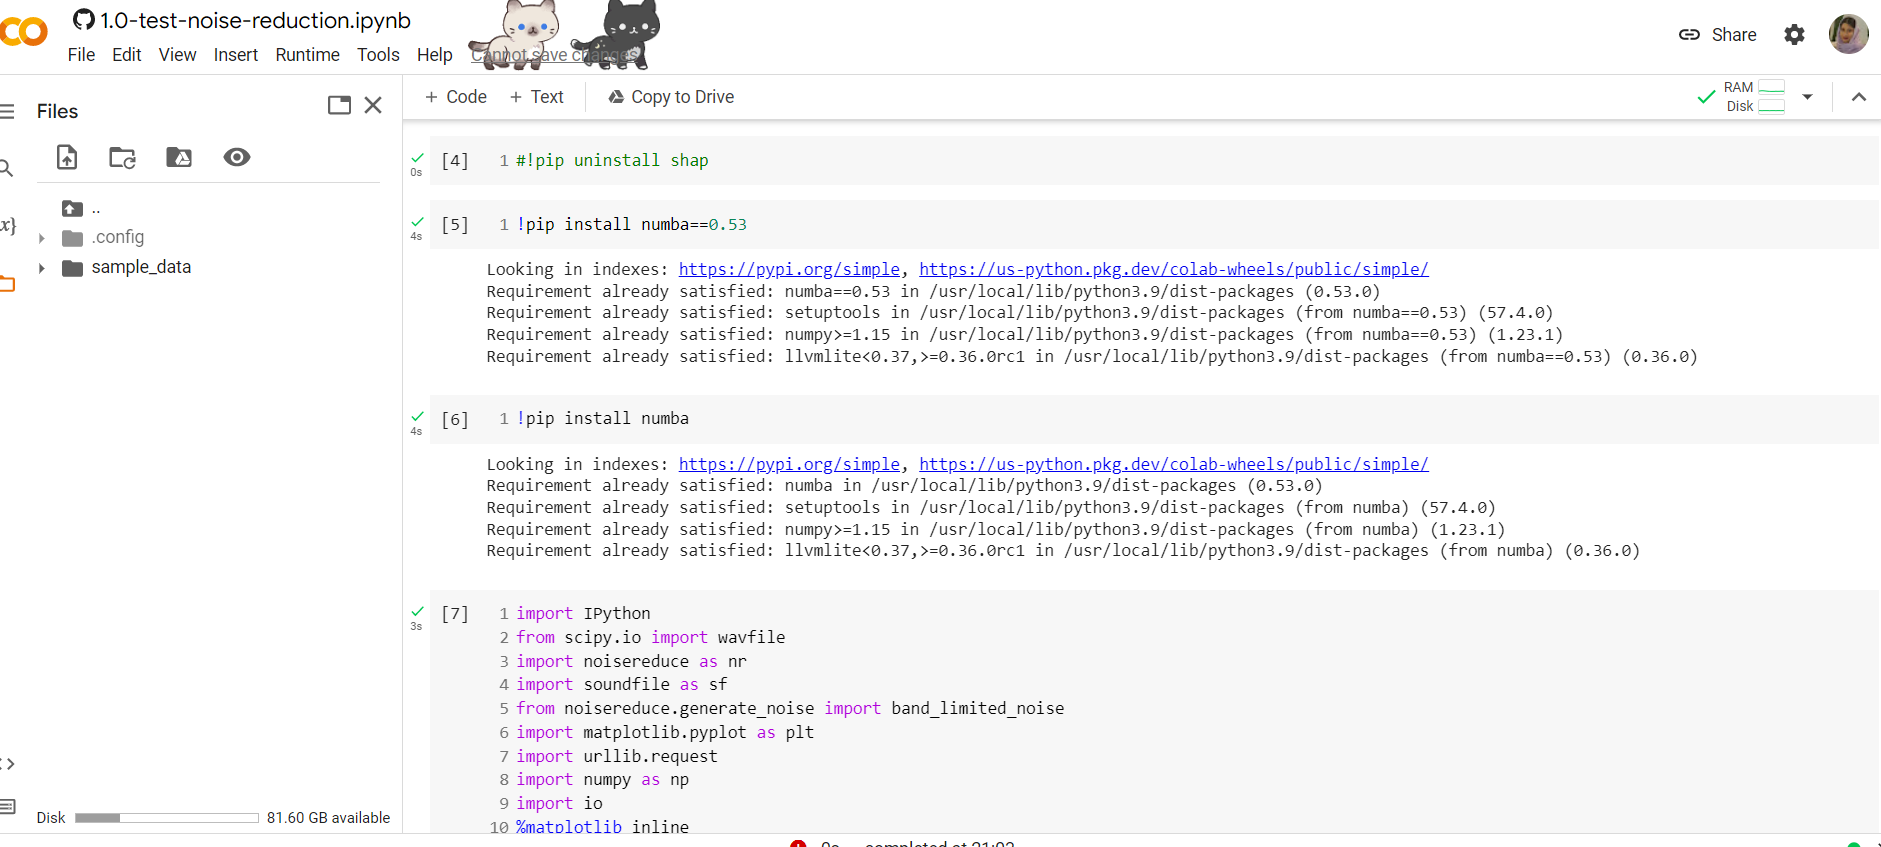 1.0-test-noise-reduction.ipynb
File Edit View Insert Runtime Tools Help Cannot save changes
Share
Files
+ Code + Text Copy to Drive
RAM
Disk
..
.config
sample_data
Disk 81.60 GB available
[4] 1 #!pip uninstall shap
0s
[5] 1 !pip install numba==0.53
4s
Looking in indexes: https://pypi.org/simple, https://us-python.pkg.dev/colab-wheels/public/simple/
Requirement already satisfied: numba==0.53 in /usr/local/lib/python3.9/dist-packages (0.53.0)
Requirement already satisfied: setuptools in /usr/local/lib/python3.9/dist-packages (from numba==0.53) (57.4.0)
Requirement already satisfied: numpy>=1.15 in /usr/local/lib/python3.9/dist-packages (from numba==0.53) (1.23.1)
Requirement already satisfied: llvmlite<0.37,>=0.36.0rc1 in /usr/local/lib/python3.9/dist-packages (from numba==0.53) (0.36.0)
[6] 1 !pip install numba
4s
Looking in indexes: https://pypi.org/simple, https://us-python.pkg.dev/colab-wheels/public/simple/
Requirement already satisfied: numba in /usr/local/lib/python3.9/dist-packages (0.53.0)
Requirement already satisfied: setuptools in /usr/local/lib/python3.9/dist-packages (from numba) (57.4.0)
Requirement already satisfied: numpy>=1.15 in /usr/local/lib/python3.9/dist-packages (from numba) (1.23.1)
Requirement already satisfied: llvmlite<0.37,>=0.36.0rc1 in /usr/local/lib/python3.9/dist-packages (from numba) (0.36.0)
[7] 1 import IPython
3s
2 from scipy.io import wavfile
3 import noisereduce as nr
4 import soundfile as sf
5 from noisereduce.generate_noise import band_limited_noise
6 import matplotlib.pyplot as plt
7 import urllib.request
8 import numpy as np
9 import io
10 %matplotlib inline
0s completed at